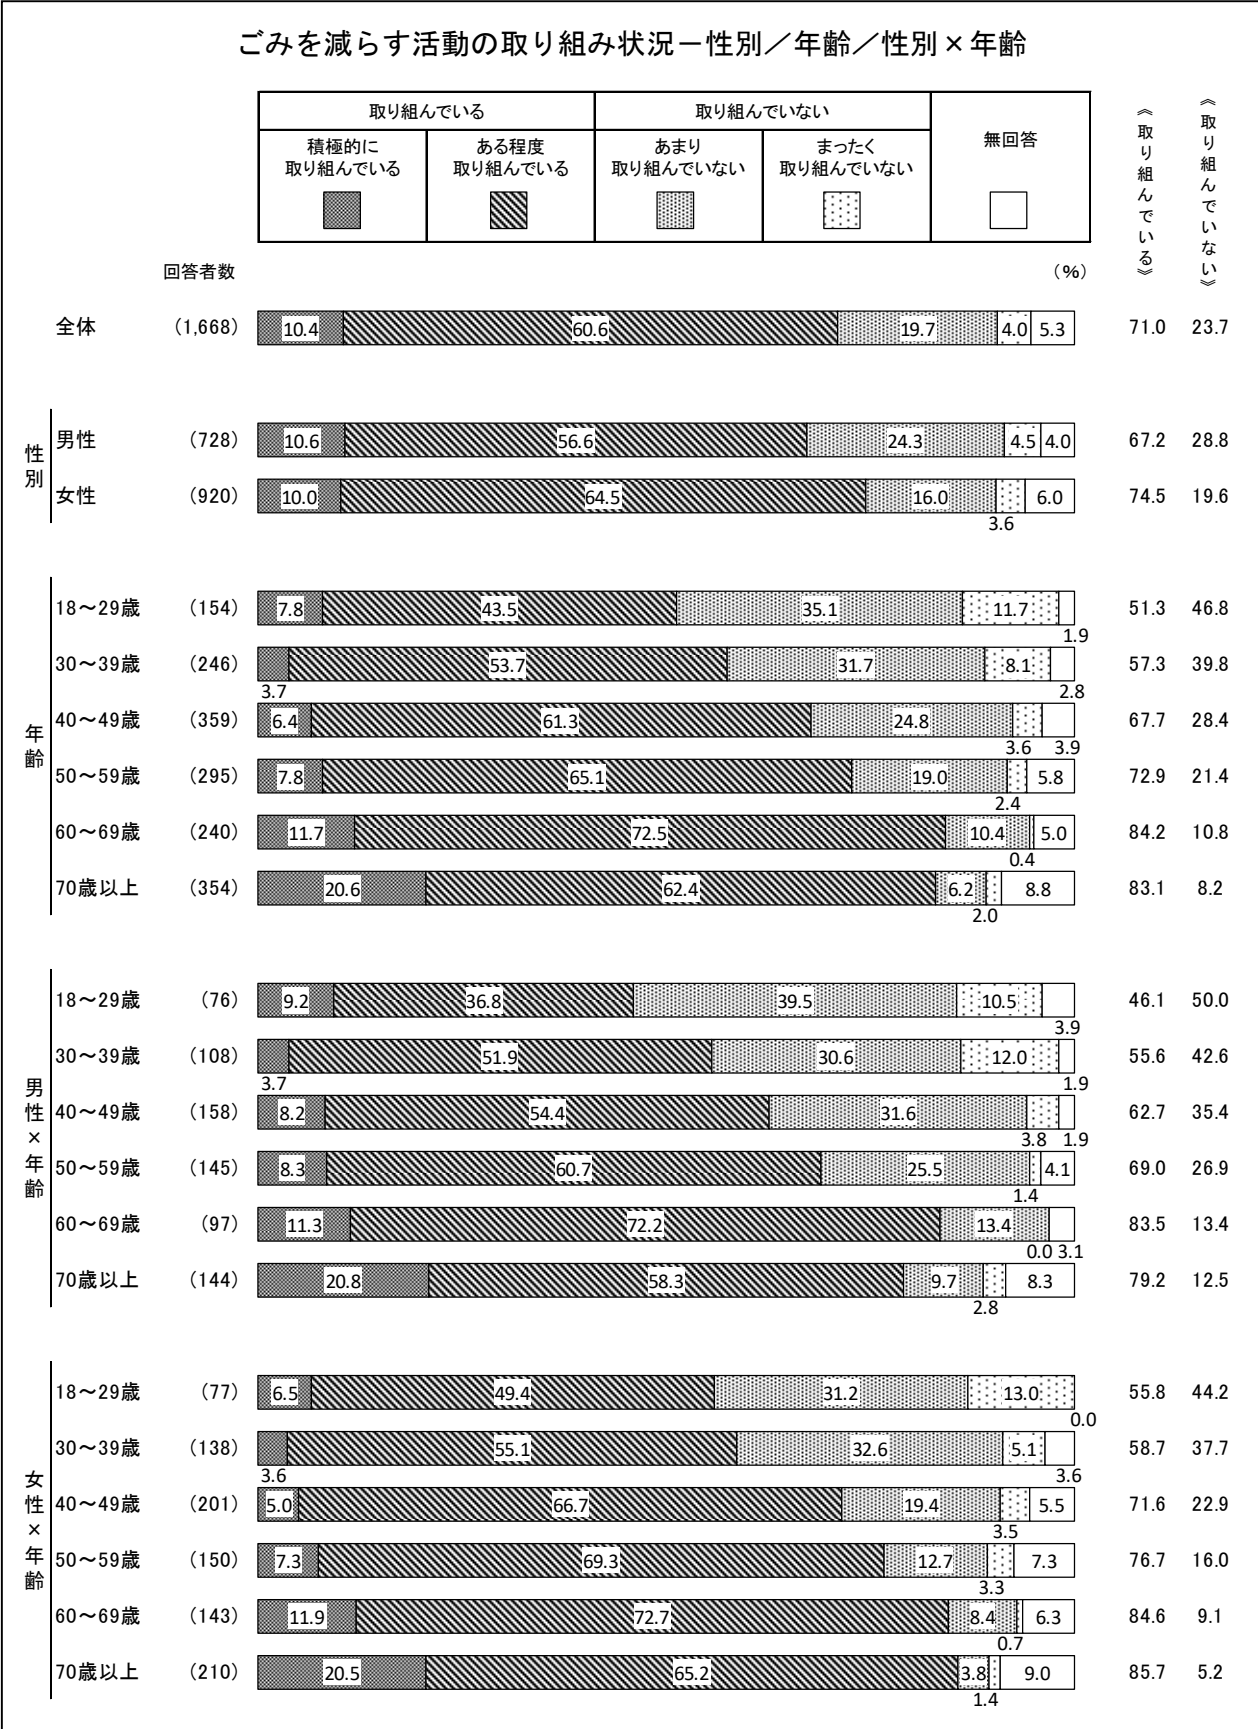 ごみを減らす活動の取り組み状況－性別／年齢／性別×年齢
取り組んでいる 取り組んでいない 無回答 《取り組んでいる》 《取り組んでいない》
積極的に取り組んでいる ある程度取り組んでいる あまり取り組んでいない まったく取り組んでいない
回答者数 (%)
全体 (1,668) 10.4 60.6 19.7 4.0 5.3 71.0 23.7
性別
男性 (728) 10.6 56.6 24.3 4.5 4.0 67.2 28.8
女性 (920) 10.0 64.5 16.0 3.6 6.0 74.5 19.6
年齢
18～29歳 (154) 7.8 43.5 35.1 11.7 1.9 51.3 46.8
30～39歳 (246) 3.7 53.7 31.7 8.1 2.8 57.3 39.8
40～49歳 (359) 6.4 61.3 24.8 3.6 3.9 67.7 28.4
50～59歳 (295) 7.8 65.1 19.0 2.4 5.8 72.9 21.4
60～69歳 (240) 11.7 72.5 10.4 0.4 5.0 84.2 10.8
70歳以上 (354) 20.6 62.4 6.2 2.0 8.8 83.1 8.2
男性×年齢
18～29歳 (76) 9.2 36.8 39.5 10.5 3.9 46.1 50.0
30～39歳 (108) 3.7 51.9 30.6 12.0 1.9 55.6 42.6
40～49歳 (158) 8.2 54.4 31.6 3.8 1.9 62.7 35.4
50～59歳 (145) 8.3 60.7 25.5 1.4 4.1 69.0 26.9
60～69歳 (97) 11.3 72.2 13.4 0.0 3.1 83.5 13.4
70歳以上 (144) 20.8 58.3 9.7 2.8 8.3 79.2 12.5
女性×年齢
18～29歳 (77) 6.5 49.4 31.2 13.0 0.0 55.8 44.2
30～39歳 (138) 3.6 55.1 32.6 5.1 3.6 58.7 37.7
40～49歳 (201) 5.0 66.7 19.4 3.5 5.5 71.6 22.9
50～59歳 (150) 7.3 69.3 12.7 3.3 7.3 76.7 16.0
60～69歳 (143) 11.9 72.7 8.4 0.7 6.3 84.6 9.1
70歳以上 (210) 20.5 65.2 3.8 1.4 9.0 85.7 5.2